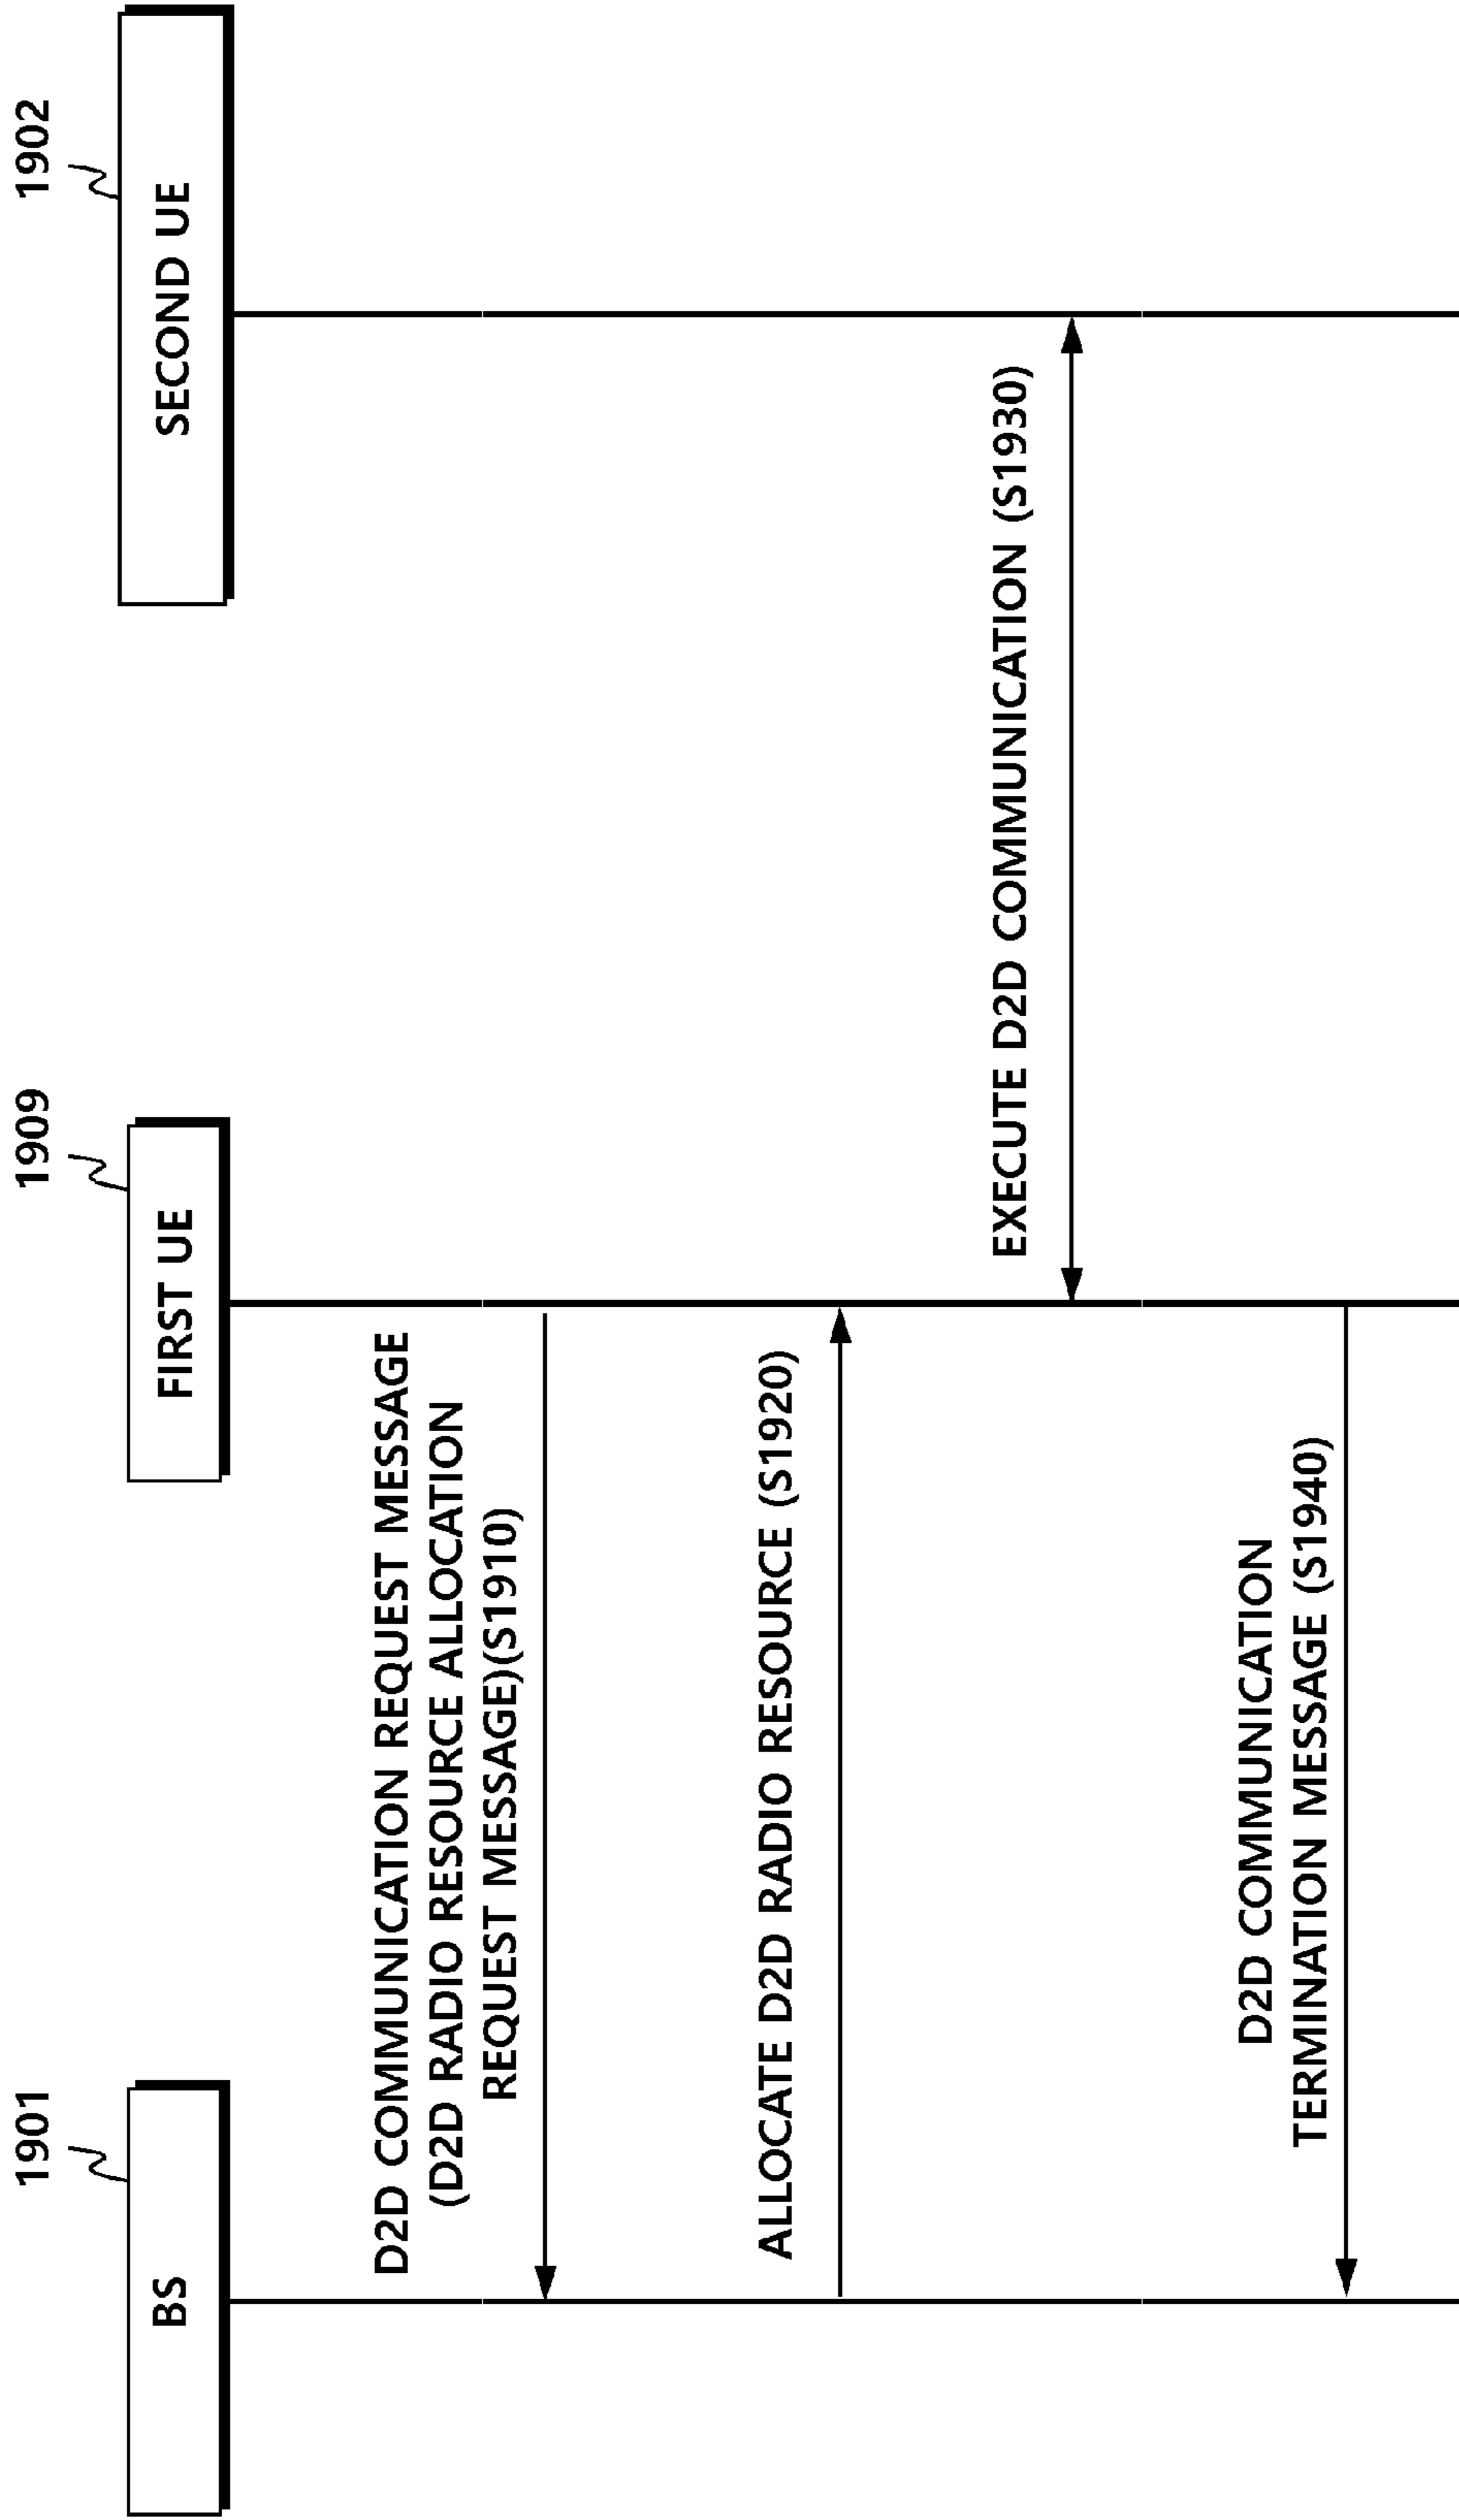 1901
1909
1902
BS
FIRST UE
SECOND UE
D2D COMMUNICATION REQUEST MESSAGE
(D2D RADIO RESOURCE ALLOCATION
REQUEST MESSAGE)(S1910)
ALLOCATE D2D RADIO RESOURCE (S1920)
EXECUTE D2D COMMUNICATION (S1930)
D2D COMMUNICATION
TERMINATION MESSAGE (S1940)